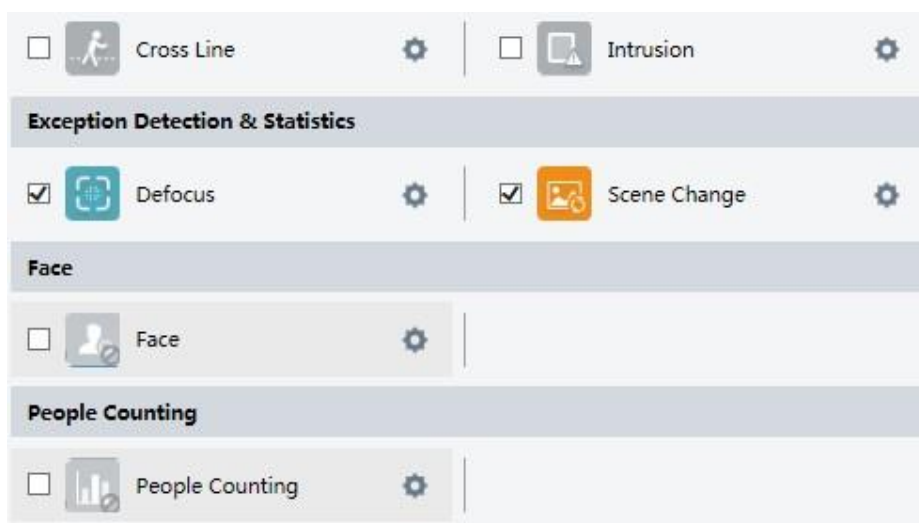 Cross Line Intrusion
Exception Detection & Statistics
Defocus Scene Change
Face
Face
People Counting
People Counting